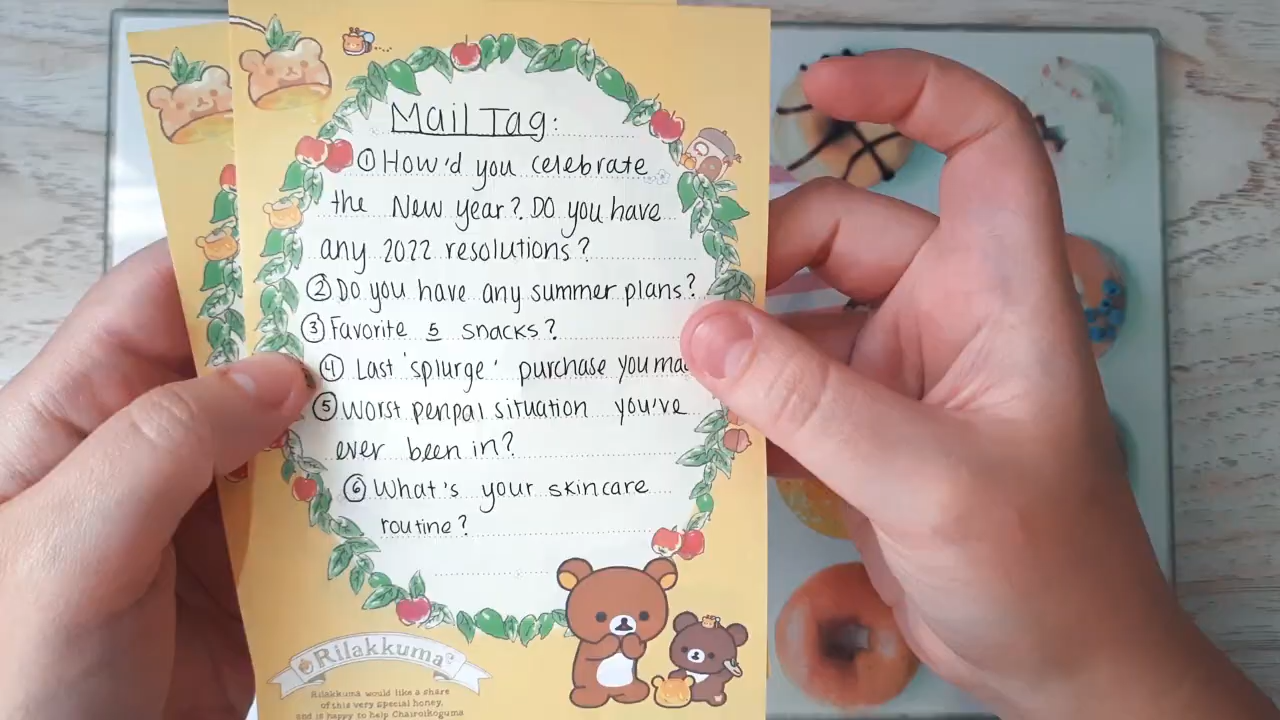 Mail Tag:
① How'd you celebrate
the New year? Do you have
any 2022 resolutions?
② Do you have any summer plans?
③ Favorite 5 snacks?
④ Last 'splurge' purchase you
⑤ Worst penpal situation you've
ever been in?
⑥ What's your skincare
routine?
Rilakkuma
Rilakkuma would like a share
of this very special honey,
and is happy to help Chairoikoguma